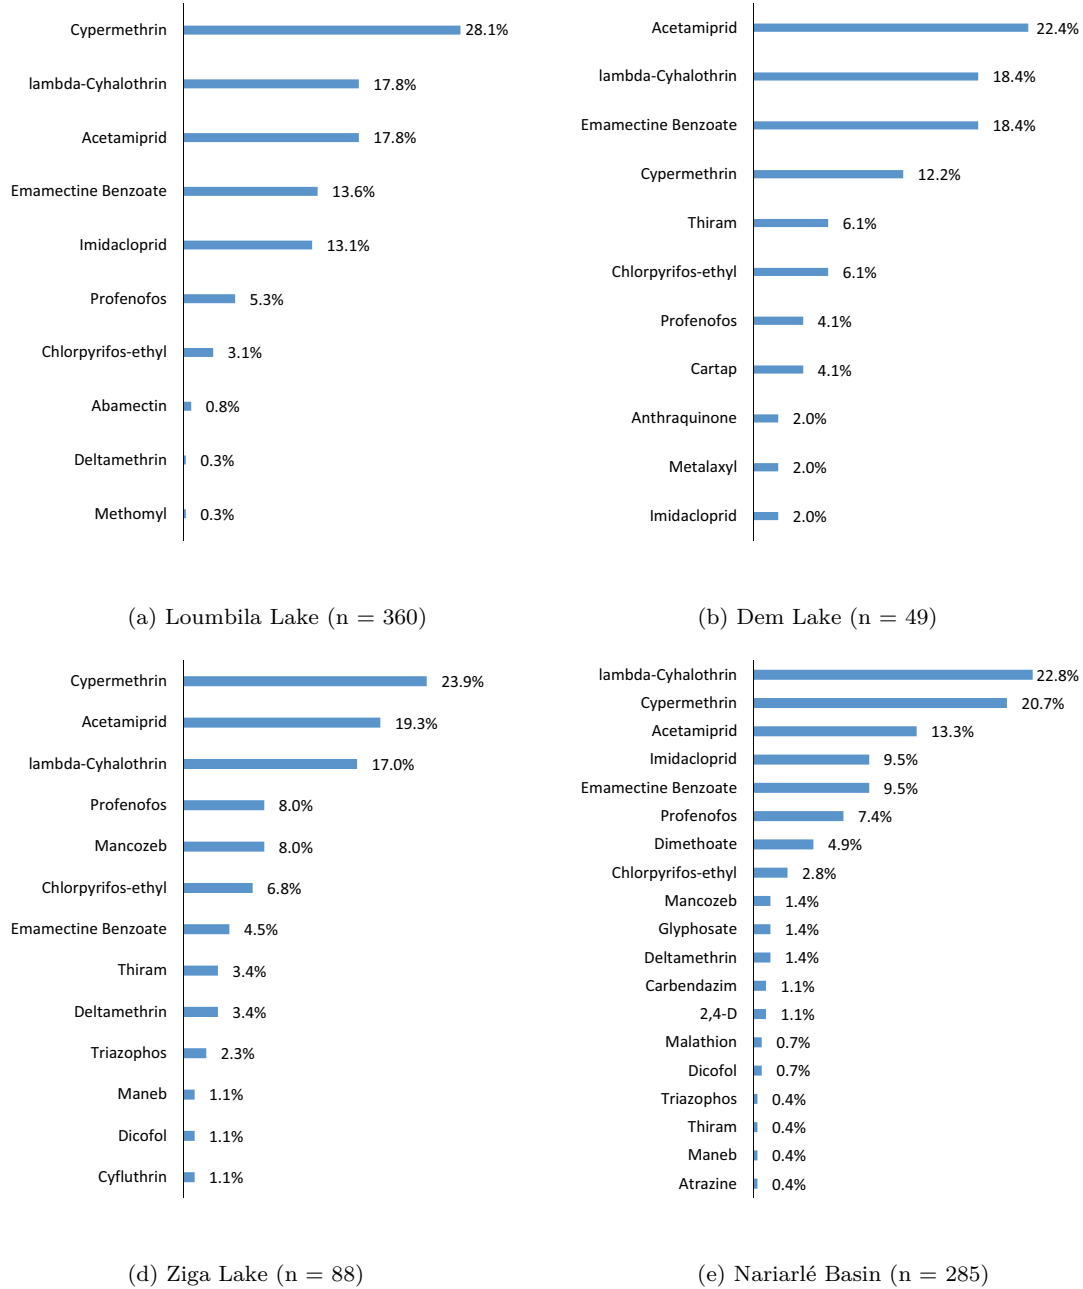 Cypermethrin 28.1%
lambda-Cyhalothrin 17.8%
Acetamiprid 17.8%
Emamectine Benzoate 13.6%
Imidacloprid 13.1%
Profenofos 5.3%
Chlorpyrifos-ethyl 3.1%
Abamectin 0.8%
Deltamethrin 0.3%
Methomyl 0.3%
(a) Loumbila Lake (n = 360)
Acetamiprid 22.4%
lambda-Cyhalothrin 18.4%
Emamectine Benzoate 18.4%
Cypermethrin 12.2%
Thiram 6.1%
Chlorpyrifos-ethyl 6.1%
Profenofos 4.1%
Cartap 4.1%
Anthraquinone 2.0%
Metalaxyl 2.0%
Imidacloprid 2.0%
(b) Dem Lake (n = 49)
Cypermethrin 23.9%
Acetamiprid 19.3%
lambda-Cyhalothrin 17.0%
Profenofos 8.0%
Mancozeb 8.0%
Chlorpyrifos-ethyl 6.8%
Emamectine Benzoate 4.5%
Thiram 3.4%
Deltamethrin 3.4%
Triazophos 2.3%
Maneb 1.1%
Dicofol 1.1%
Cyfluthrin 1.1%
(d) Ziga Lake (n = 88)
lambda-Cyhalothrin 22.8%
Cypermethrin 20.7%
Acetamiprid 13.3%
Imidacloprid 9.5%
Emamectine Benzoate 9.5%
Profenofos 7.4%
Dimethoate 4.9%
Chlorpyrifos-ethyl 2.8%
Mancozeb 1.4%
Glyphosate 1.4%
Deltamethrin 1.4%
Carbendazim 1.1%
2,4-D 1.1%
Malathion 0.7%
Dicofol 0.7%
Triazophos 0.4%
Thiram 0.4%
Maneb 0.4%
Atrazine 0.4%
(e) Nariarlé Basin (n = 285)